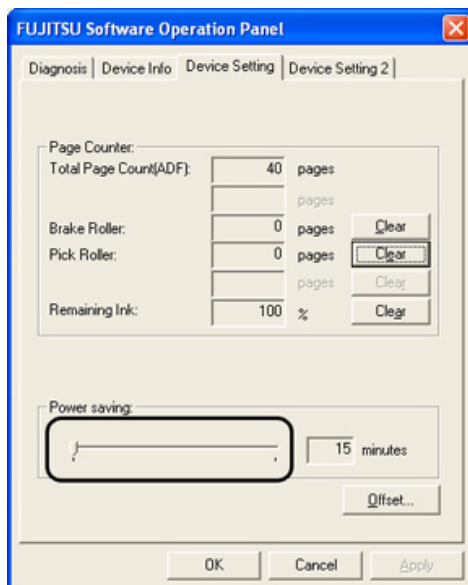 FUJITSU Software Operation Panel
Diagnosis Device Info Device Setting Device Setting 2
Page Counter:
Total Page Count(ADF): 40 pages
pages
Brake Roller: 0 pages Clear
Pick Roller: 0 pages Clear
pages Clear
Remaining Ink: 100 % Clear
Power saving:
15 minutes
Offset...
OK Cancel Apply